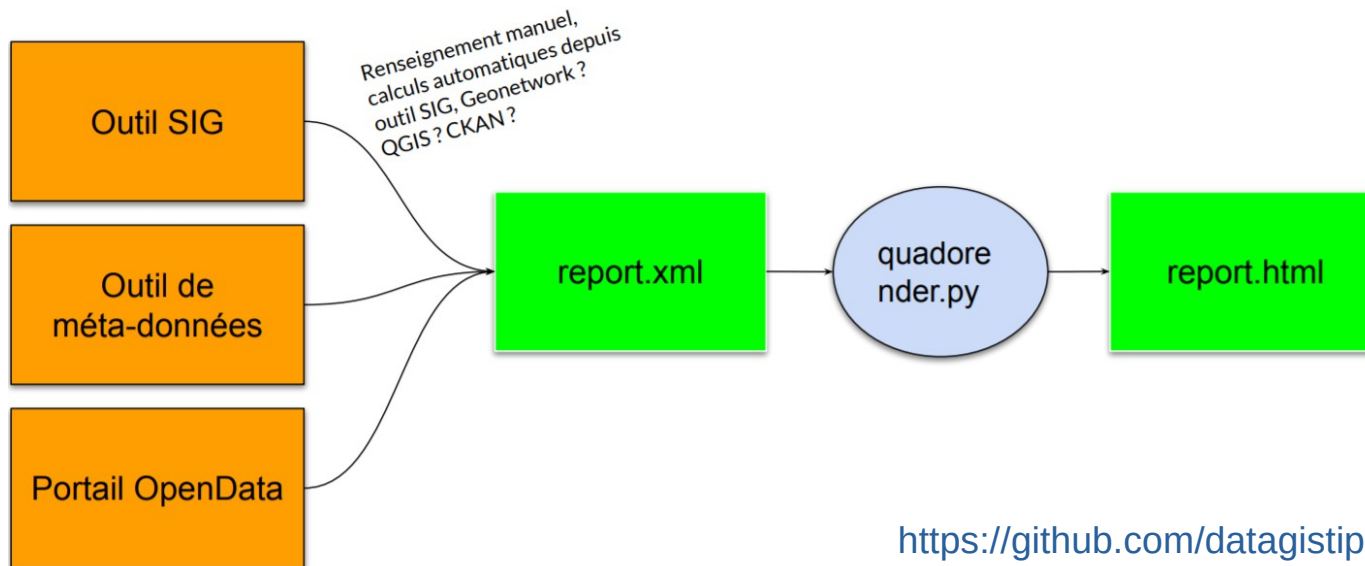 Outil SIG
Renseignement manuel,
calculs automatiques depuis
outil SIG, Geonetwork ?
QGIS ? CKAN ?
Outil de
méta-données
Portail OpenData
report.xml
quadore
nder.py
report.html
https://github.com/datagistip